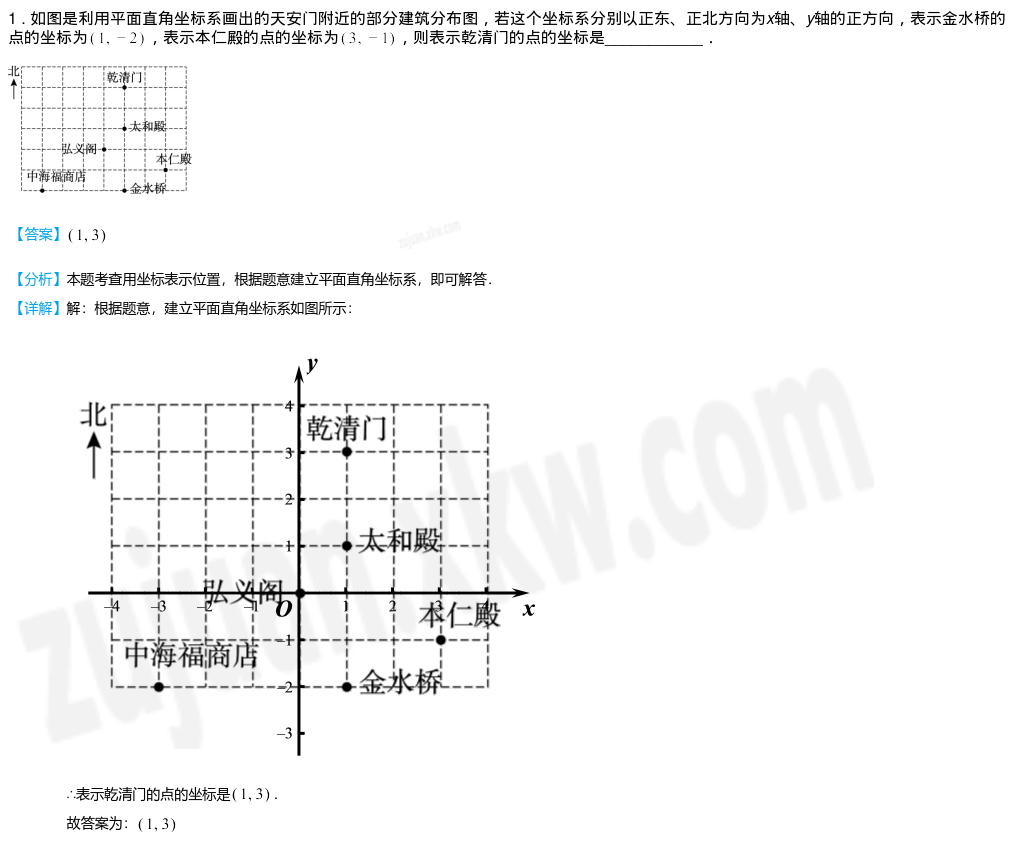 1．如图是利用平面直角坐标系画出的天安门附近的部分建筑分布图，若这个坐标系分别以正东、正北方向为x轴、y轴的正方向，表示金水桥的
点的坐标为(1, −2)，表示本仁殿的点的坐标为(3, −1)，则表示乾清门的点的坐标是____________．
北
乾清门
太和殿
弘义阁
本仁殿
中海福商店
金水桥
【答案】(1, 3)
zujuan.xkw.com
【分析】本题考查用坐标表示位置，根据题意建立平面直角坐标系，即可解答．
【详解】解：根据题意，建立平面直角坐标系如图所示：
y
北
4
乾清门
3
2
1
太和殿
弘义阁
–4 –3 –2 –1 O 1 2 3 4 x
本仁殿
–1
中海福商店
–2
金水桥
–3
zujuan.xkw.com
∴表示乾清门的点的坐标是(1, 3)．
故答案为：(1, 3)